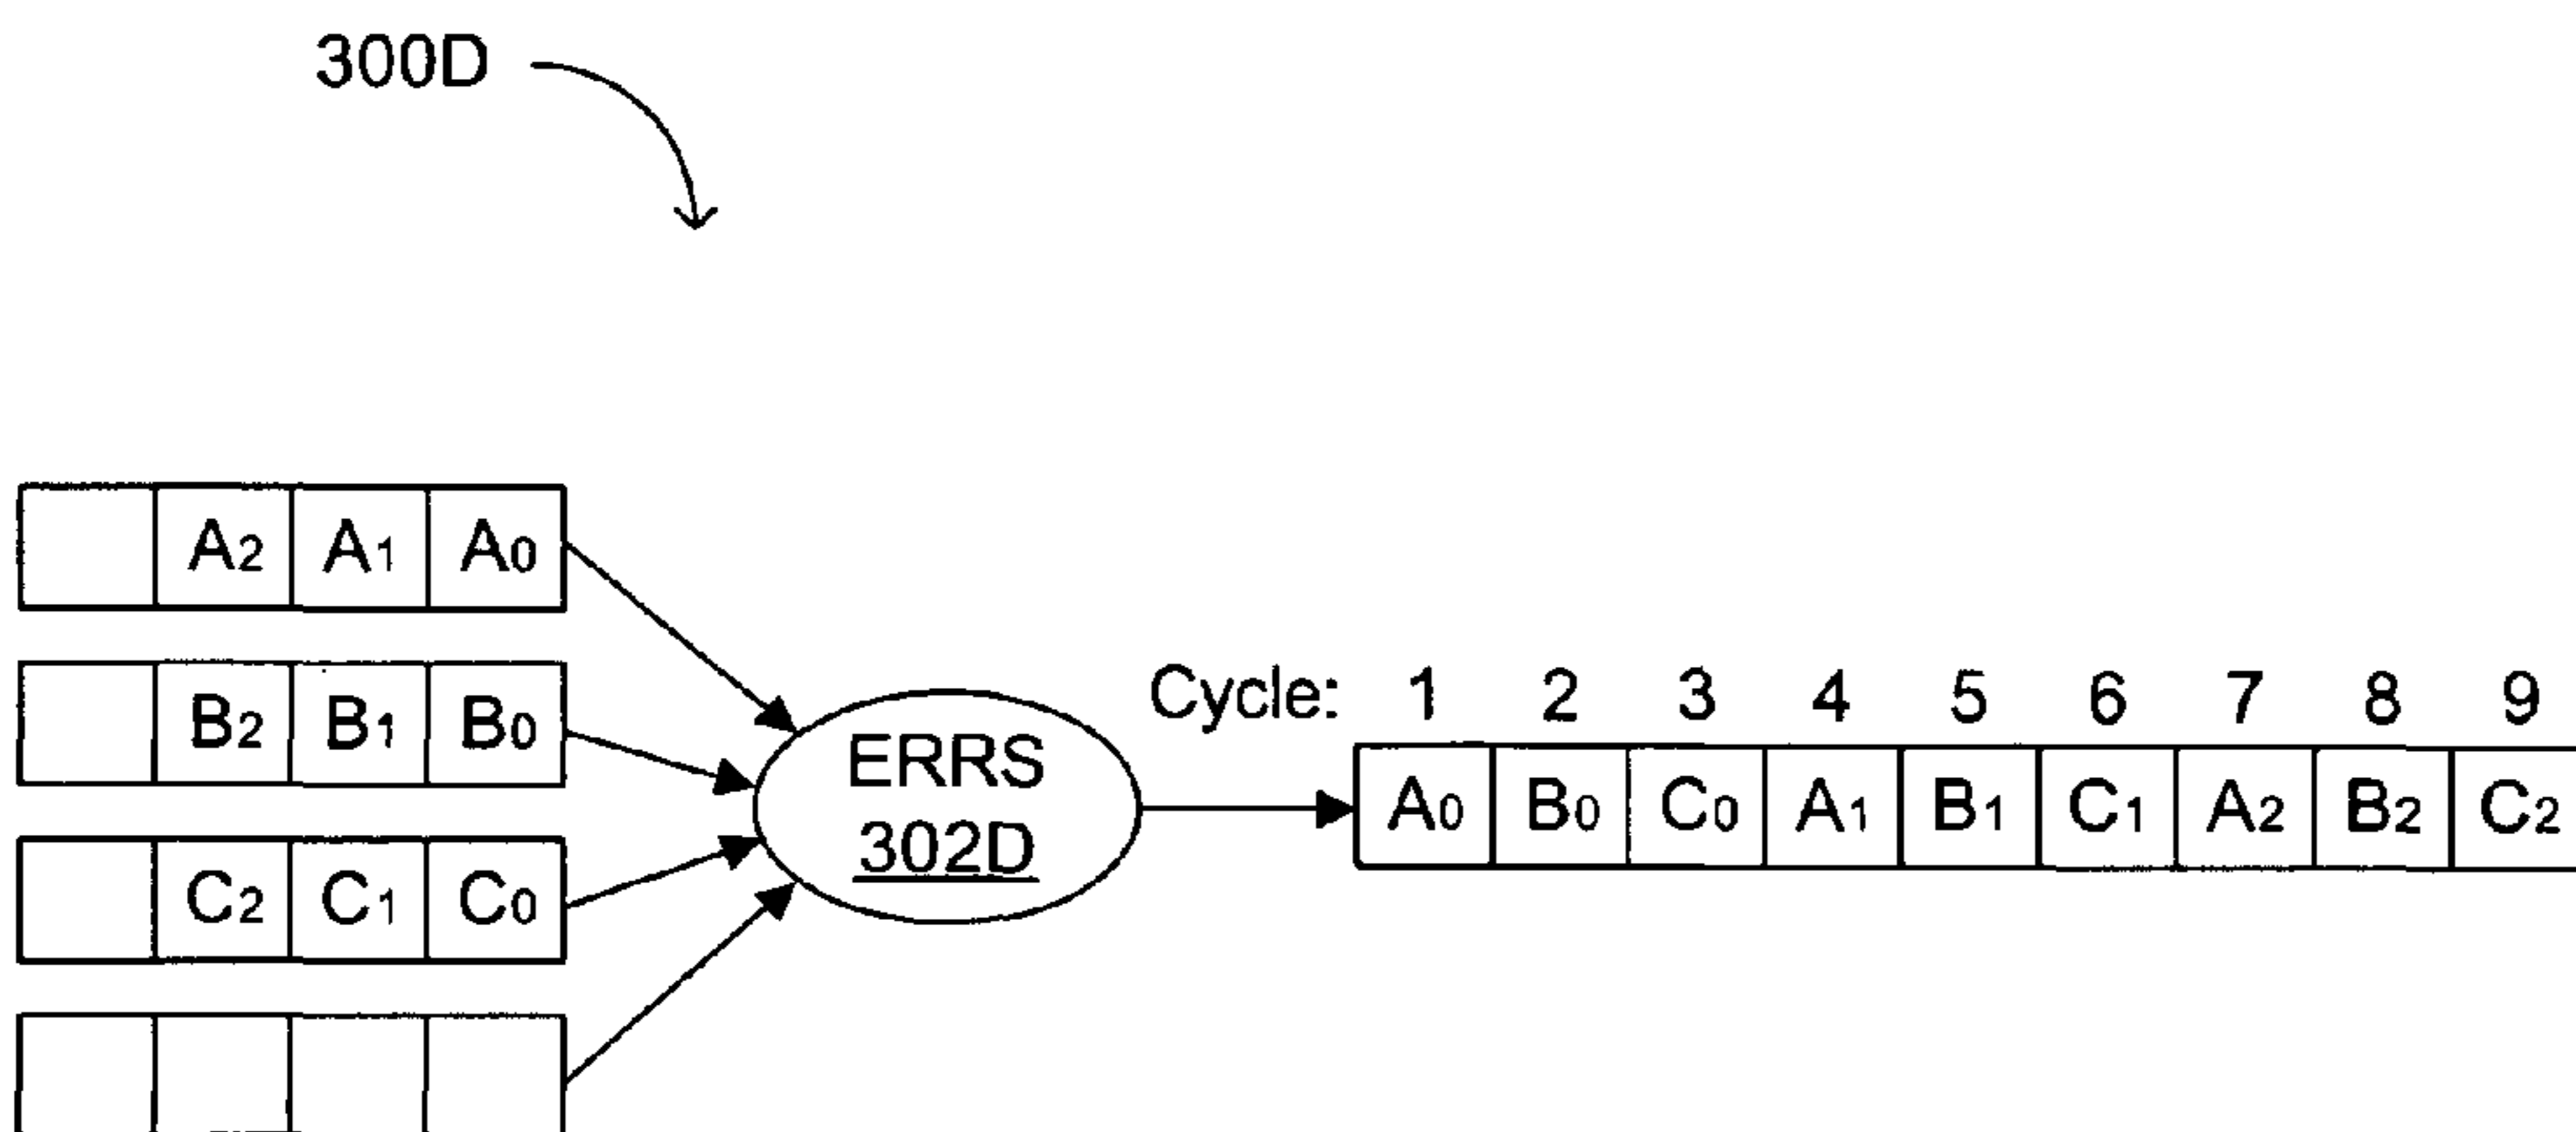 300D
A2 A1 A0
B2 B1 B0
C2 C1 C0
ERRS
302D
Cycle: 1 2 3 4 5 6 7 8 9
A0 B0 C0 A1 B1 C1 A2 B2 C2